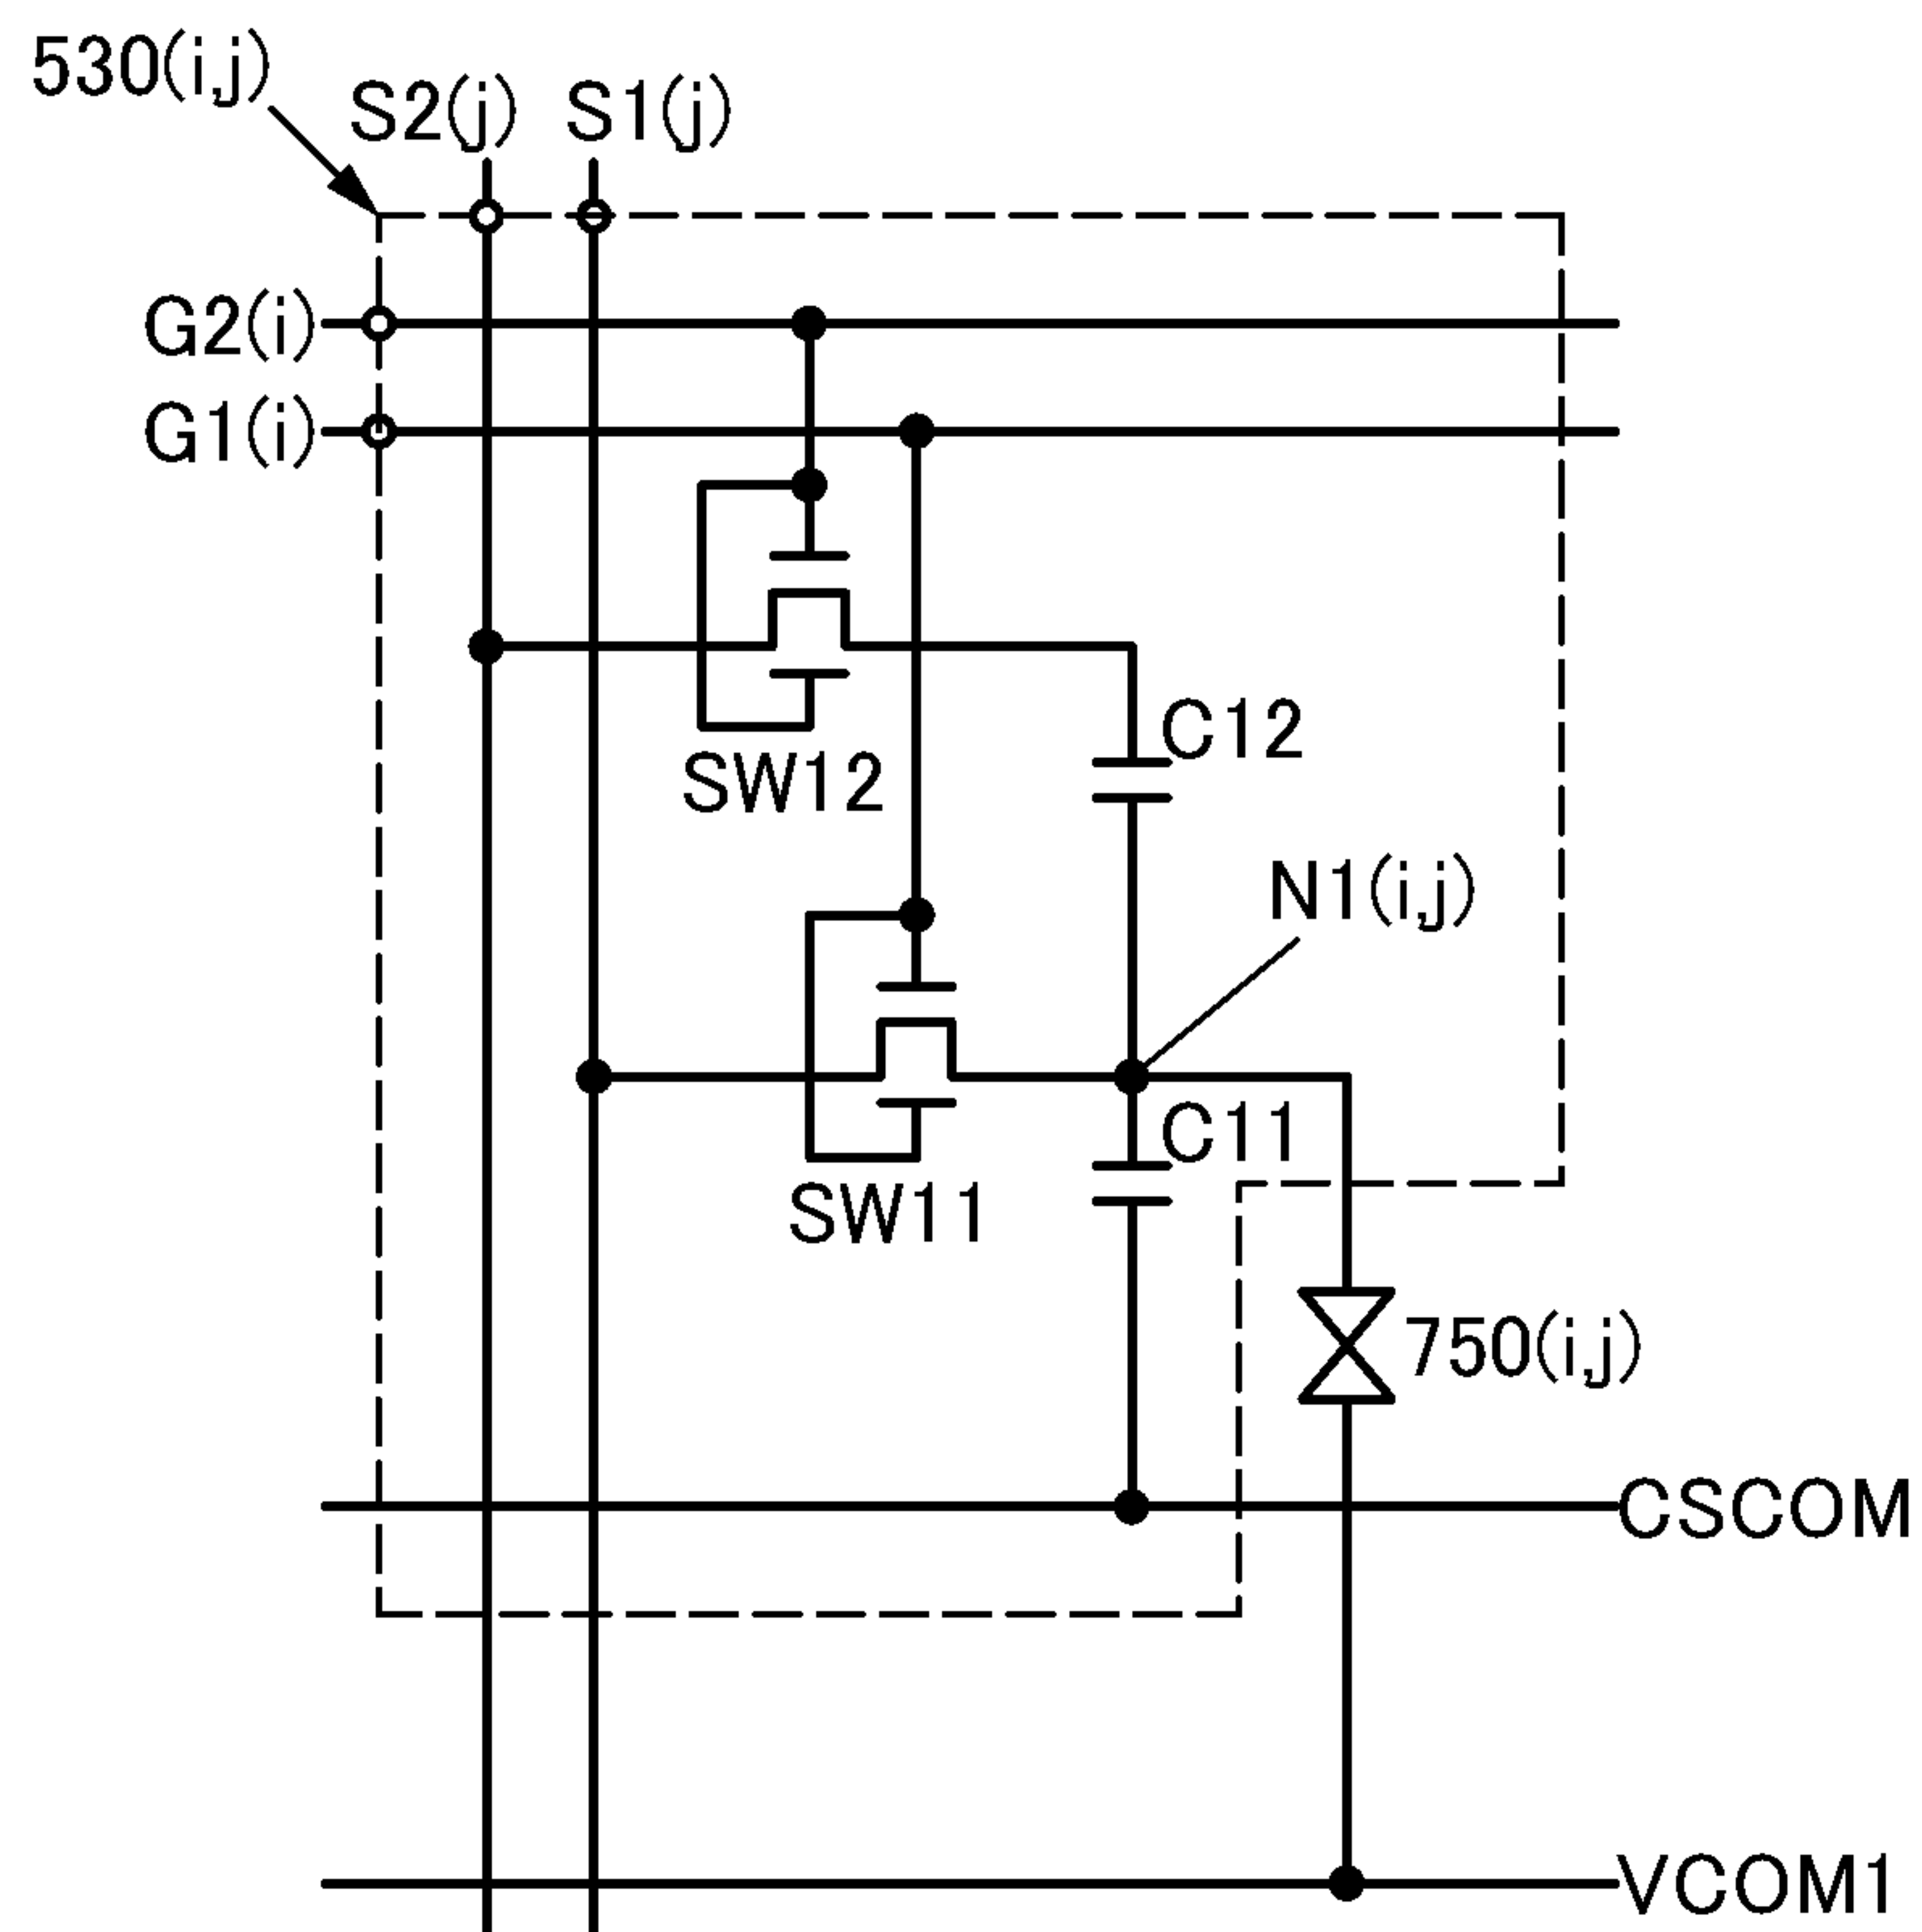 530(i,j)
S2(j) S1(j)
G2(i)
G1(i)
C12
SW12
N1(i,j)
C11
SW11
750(i,j)
CSCOM
VCOM1